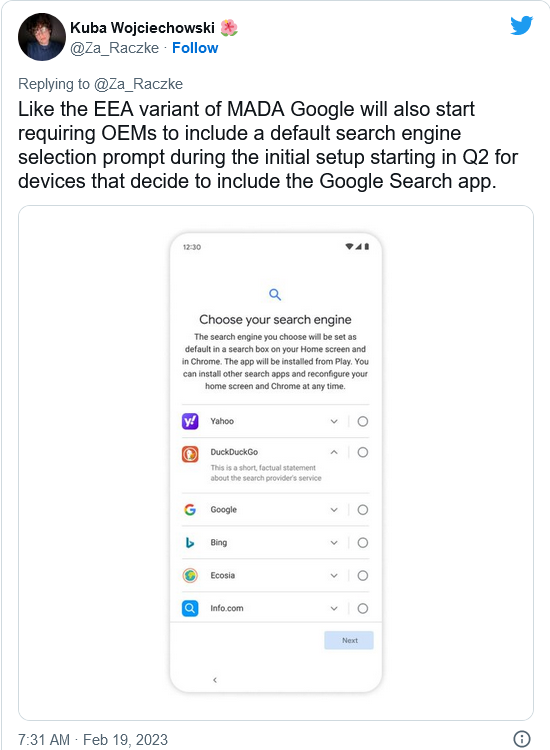 Kuba Wojciechowski 🌺
@Za_Raczke · Follow
Replying to @Za_Raczke
Like the EEA variant of MADA Google will also start
requiring OEMs to include a default search engine
selection prompt during the initial setup starting in Q2 for
devices that decide to include the Google Search app.
12:30
Choose your search engine
The search engine you choose will be set as
default in a search box on your Home screen and
in Chrome. The app will be installed from Play. You
can install other search apps and reconfigure your
home screen and Chrome at any time.
Yahoo
DuckDuckGo
This is a short, factual statement
about the search provider's service
Google
Bing
Ecosia
Info.com
Next
7:31 AM · Feb 19, 2023